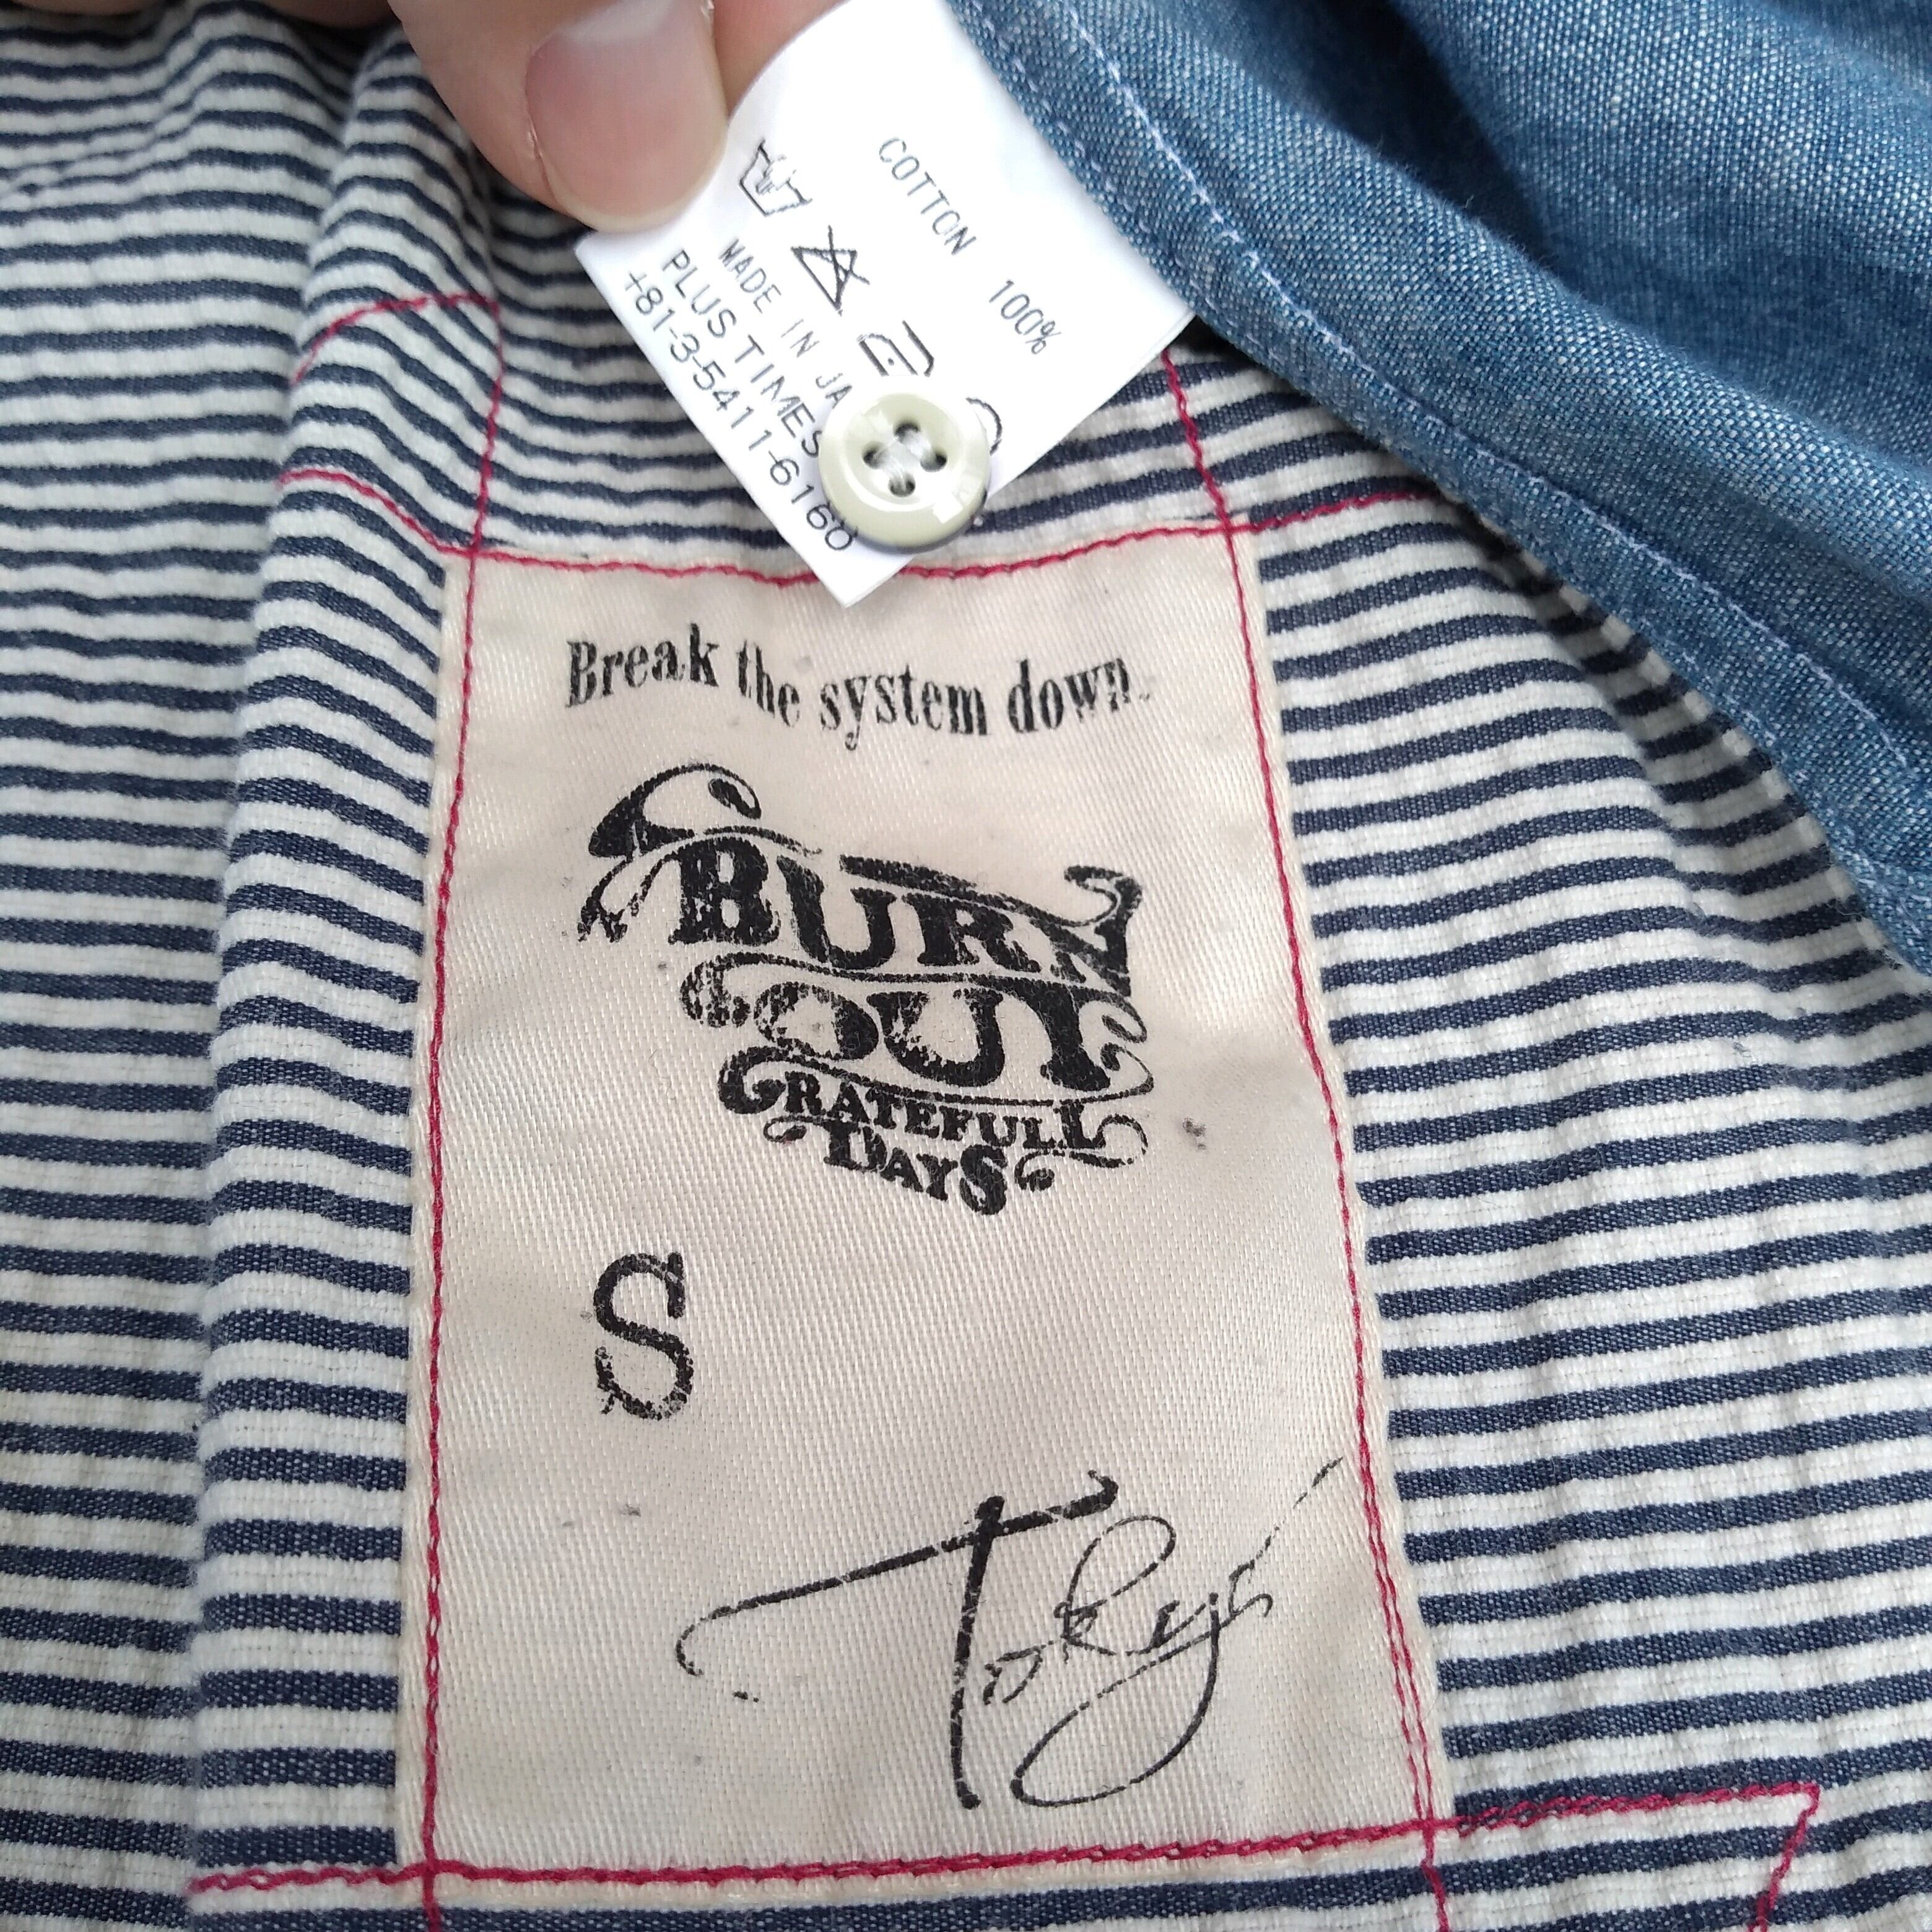 COTTON 100%
MADE IN JA
PLUS TIMES
+81-3-5411-6160
Break the system down.
BURN
OUT
GRATEFULL
DAYS
S